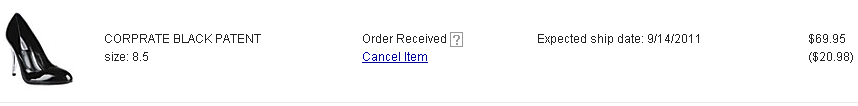 CORPRATE BLACK PATENT
size: 8.5
Order Received ?
Cancel Item
Expected ship date: 9/14/2011
$69.95
($20.98)